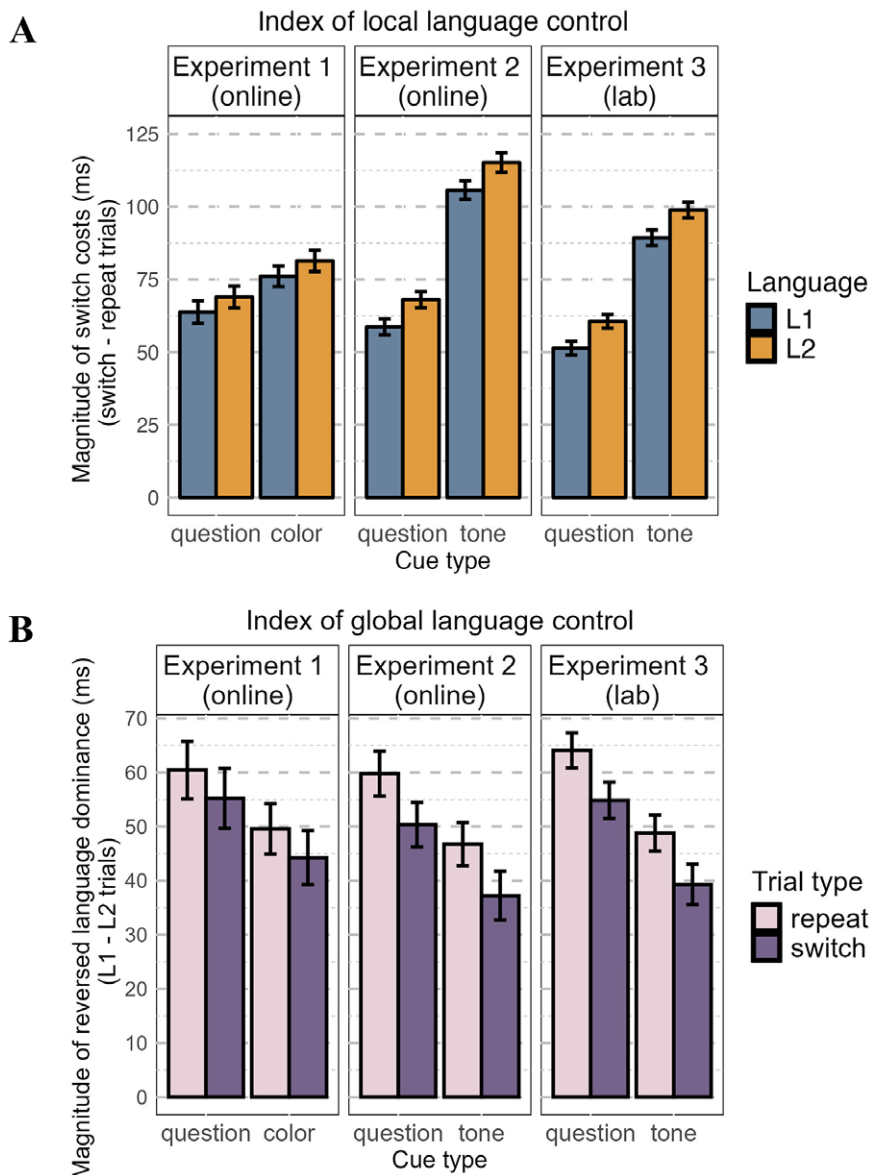 A
Index of local language control
Experiment 1
(online)
Experiment 2
(online)
Experiment 3
(lab)
Magnitude of switch costs (ms)
(switch - repeat trials)
125
100
75
50
25
0
question color
question tone
question tone
Cue type
Language
L1
L2
B
Index of global language control
Experiment 1
(online)
Experiment 2
(online)
Experiment 3
(lab)
Magnitude of reversed language dominance (ms)
(L1 - L2 trials)
70
60
50
40
30
20
10
0
question color
question tone
question tone
Cue type
Trial type
repeat
switch